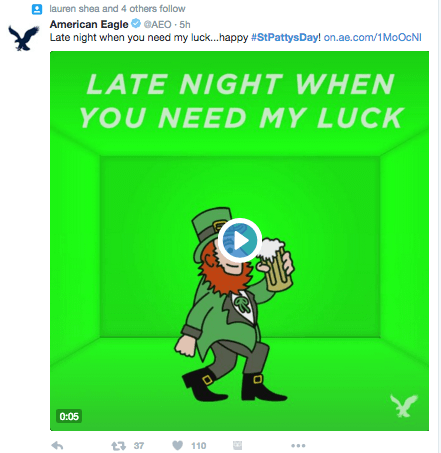 lauren shea and 4 others follow
American Eagle @AEO · 5h
Late night when you need my luck...happy #StPattysDay! on.ae.com/1MoOcNI
LATE NIGHT WHEN
YOU NEED MY LUCK
0:05
37 110